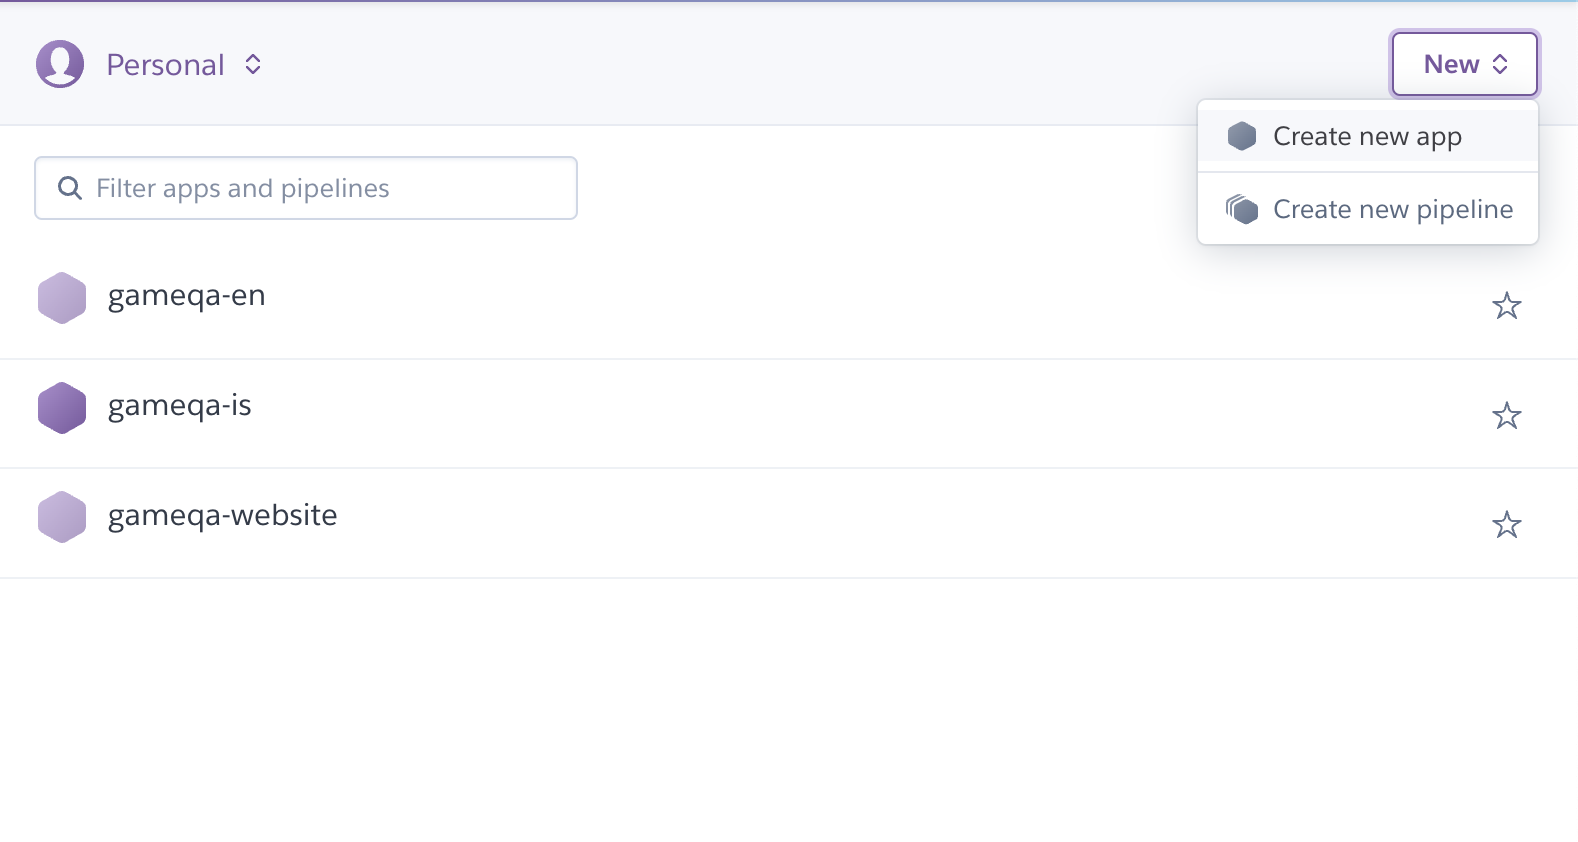 Personal
New
Create new app
Create new pipeline
Filter apps and pipelines
gameqa-en
gameqa-is
gameqa-website